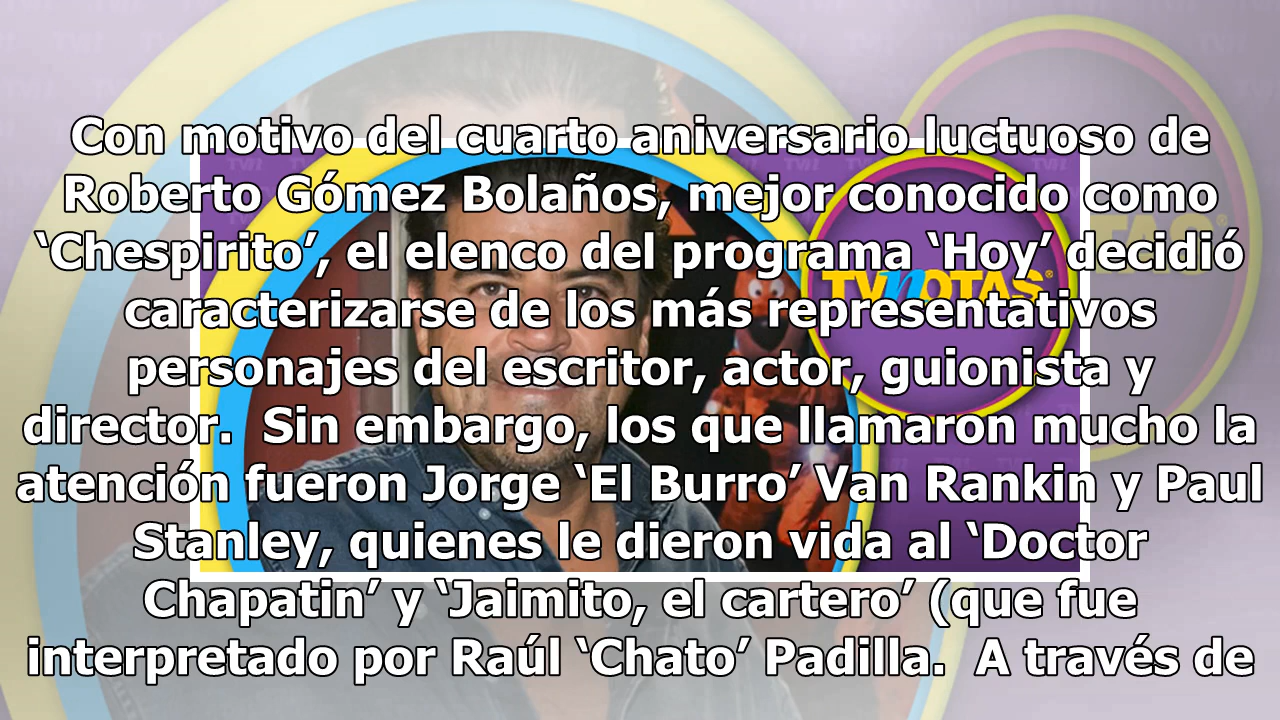 Con motivo del cuarto aniversario luctuoso de
Roberto Gómez Bolaños, mejor conocido como
‘Chespirito’, el elenco del programa ‘Hoy’ decidió
caracterizarse de los más representativos
personajes del escritor, actor, guionista y
director.  Sin embargo, los que llamaron mucho la
atención fueron Jorge ‘El Burro’ Van Rankin y Paul
Stanley, quienes le dieron vida al ‘Doctor
Chapatin’ y ‘Jaimito, el cartero’ (que fue
interpretado por Raúl ‘Chato’ Padilla.  A través de
TVNOTAS